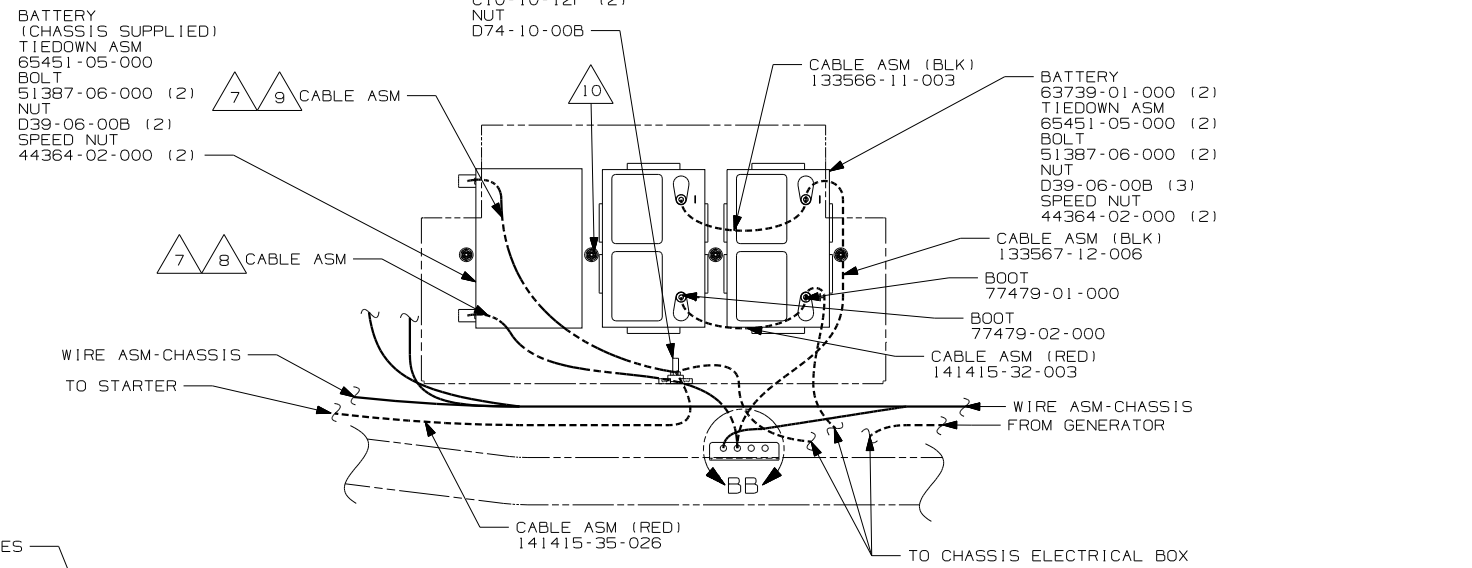 C10-10-12P (2)
NUT
D74-10-00B
BATTERY
(CHASSIS SUPPLIED)
TIEDOWN ASM
65451-05-000
BOLT
51387-06-000 (2)
NUT
D39-06-00B (2)
SPEED NUT
44364-02-000 (2)
7 9 CABLE ASM
10
CABLE ASM (BLK)
133566-11-003
BATTERY
63739-01-000 (2)
TIEDOWN ASM
65451-05-000 (2)
BOLT
51387-06-000 (2)
NUT
D39-06-00B (3)
SPEED NUT
44364-02-000 (2)
7 8 CABLE ASM
CABLE ASM (BLK)
133567-12-006
BOOT
77479-01-000
BOOT
77479-02-000
CABLE ASM (RED)
141415-32-003
WIRE ASM-CHASSIS
TO STARTER
WIRE ASM-CHASSIS
FROM GENERATOR
BB
CABLE ASM (RED)
141415-35-026
ES
TO CHASSIS ELECTRICAL BOX